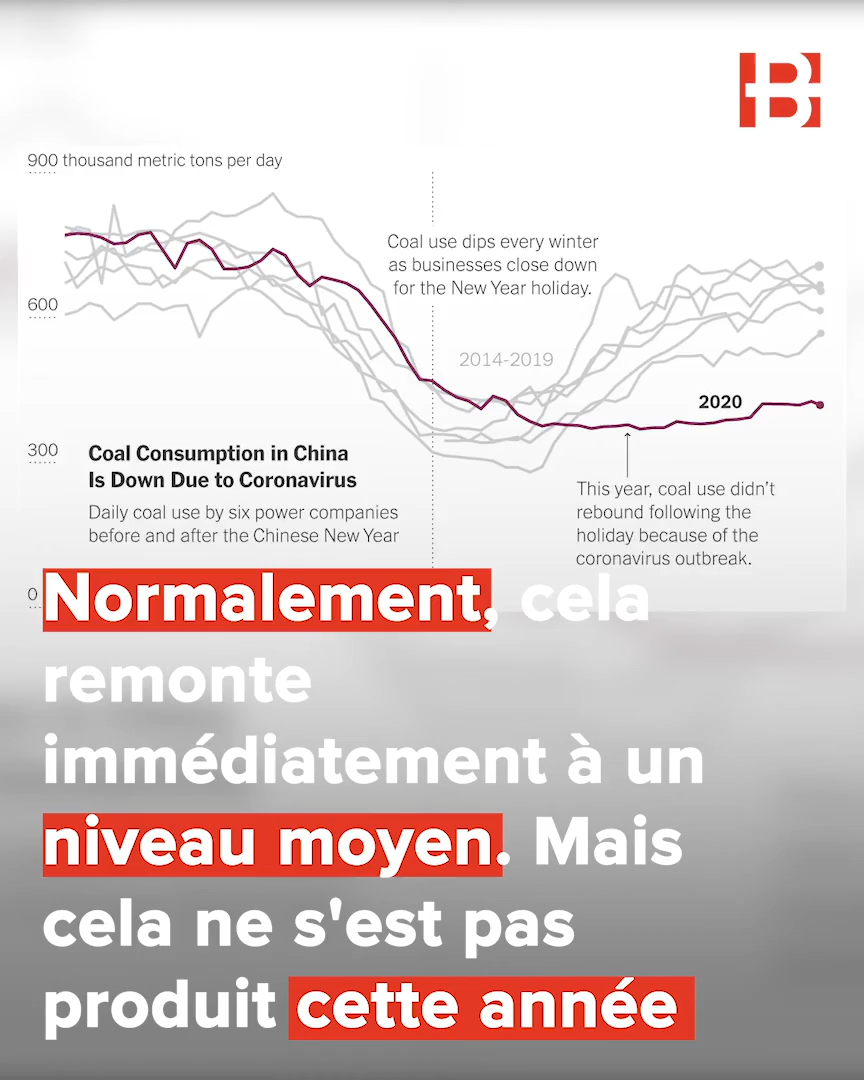 B
900 thousand metric tons per day
Coal use dips every winter
as businesses close down
for the New Year holiday.
600
2014-2019
2020
300
Coal Consumption in China
Is Down Due to Coronavirus
Daily coal use by six power companies
before and after the Chinese New Year
This year, coal use didn't
rebound following the
holiday because of the
coronavirus outbreak.
0
Normalement, cela
remonte
immédiatement à un
niveau moyen. Mais
cela ne s'est pas
produit cette année